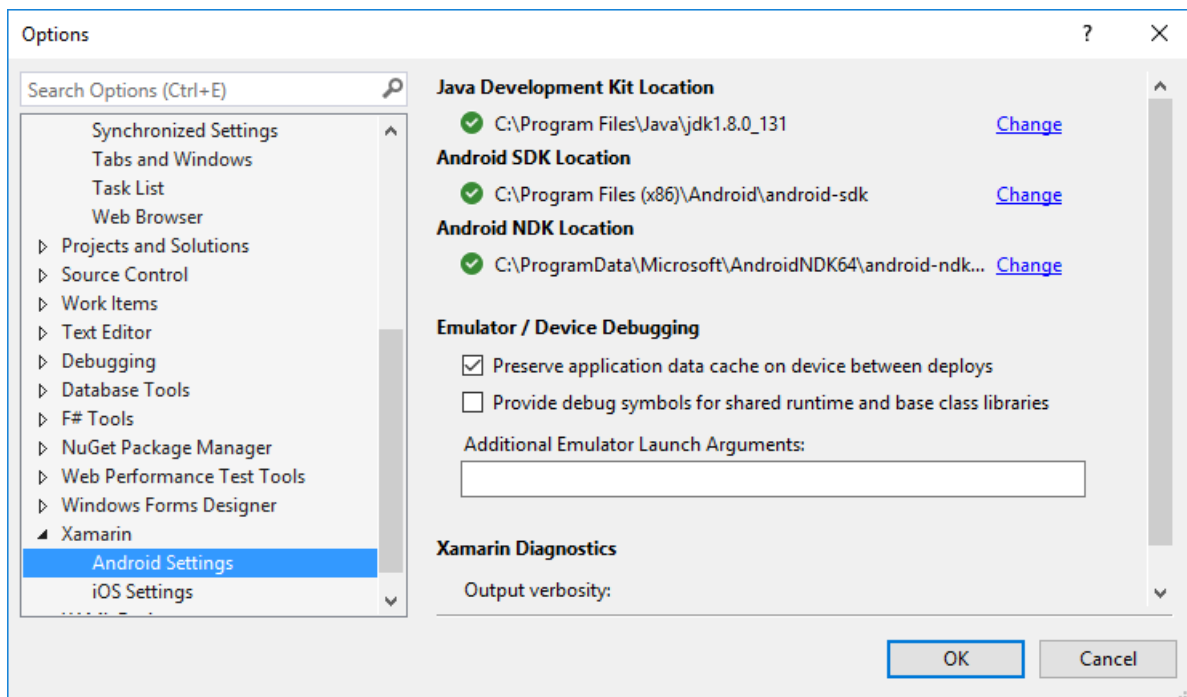 Options
?
Search Options (Ctrl+E)
Synchronized Settings
Tabs and Windows
Task List
Web Browser
Projects and Solutions
Source Control
Work Items
Text Editor
Debugging
Database Tools
F# Tools
NuGet Package Manager
Web Performance Test Tools
Windows Forms Designer
Xamarin
Android Settings
iOS Settings
Java Development Kit Location
C:\Program Files\Java\jdk1.8.0_131 Change
Android SDK Location
C:\Program Files (x86)\Android\android-sdk Change
Android NDK Location
C:\ProgramData\Microsoft\AndroidNDK64\android-ndk... Change
Emulator / Device Debugging
Preserve application data cache on device between deploys
Provide debug symbols for shared runtime and base class libraries
Additional Emulator Launch Arguments:
Xamarin Diagnostics
Output verbosity:
OK Cancel